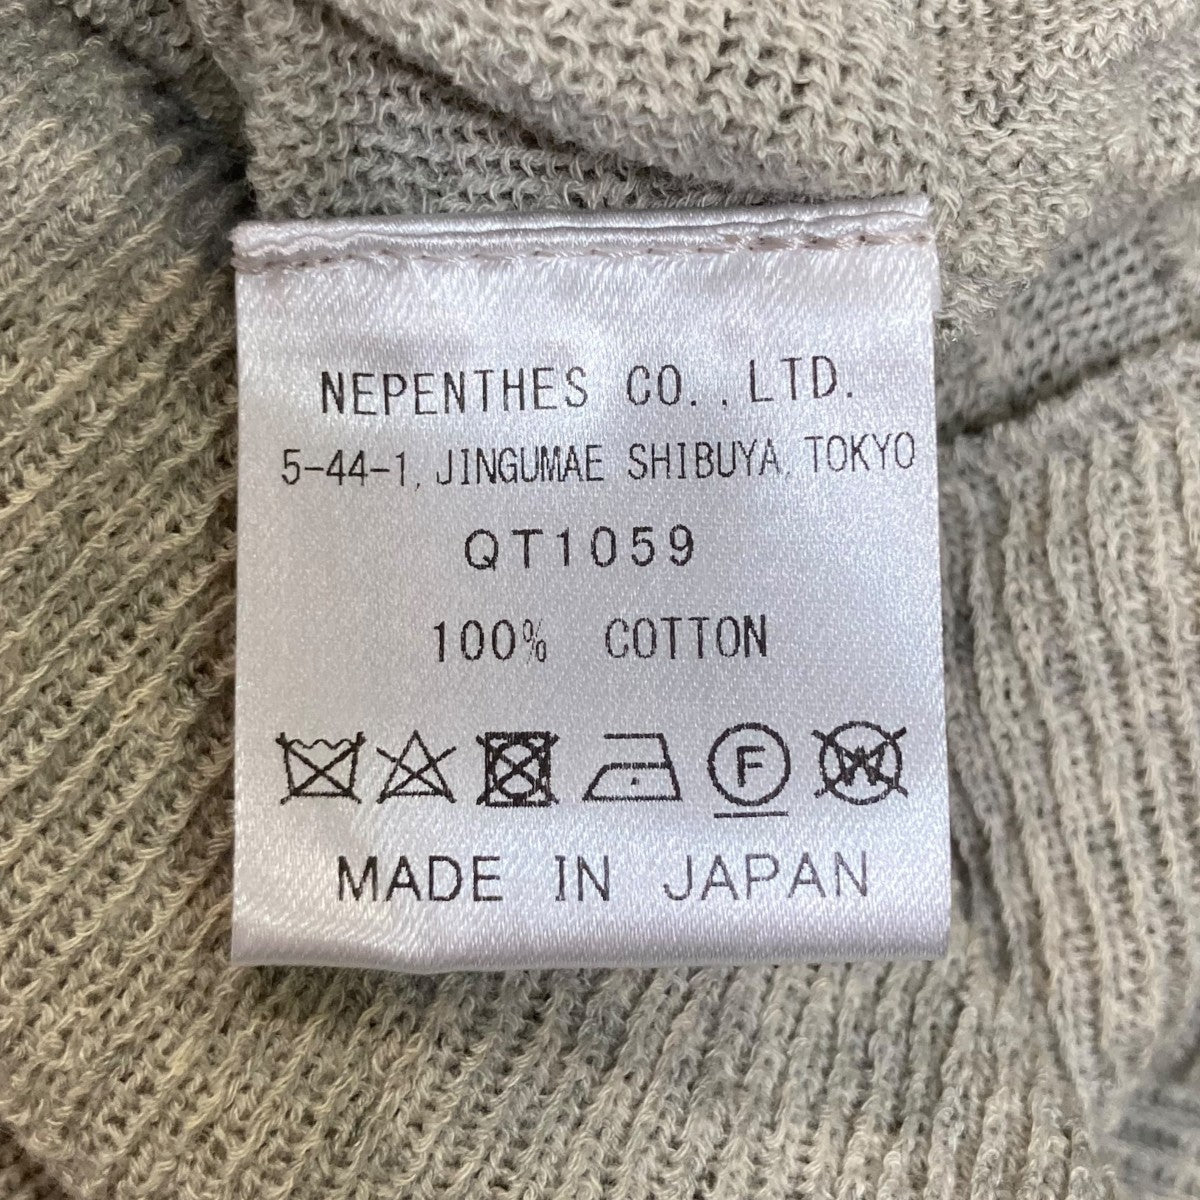 NEPENTHES CO., LTD.
5-44-1, JINGUMAE SHIBUYA, TOKYO
QT1059
100% COTTON
F W
MADE IN JAPAN